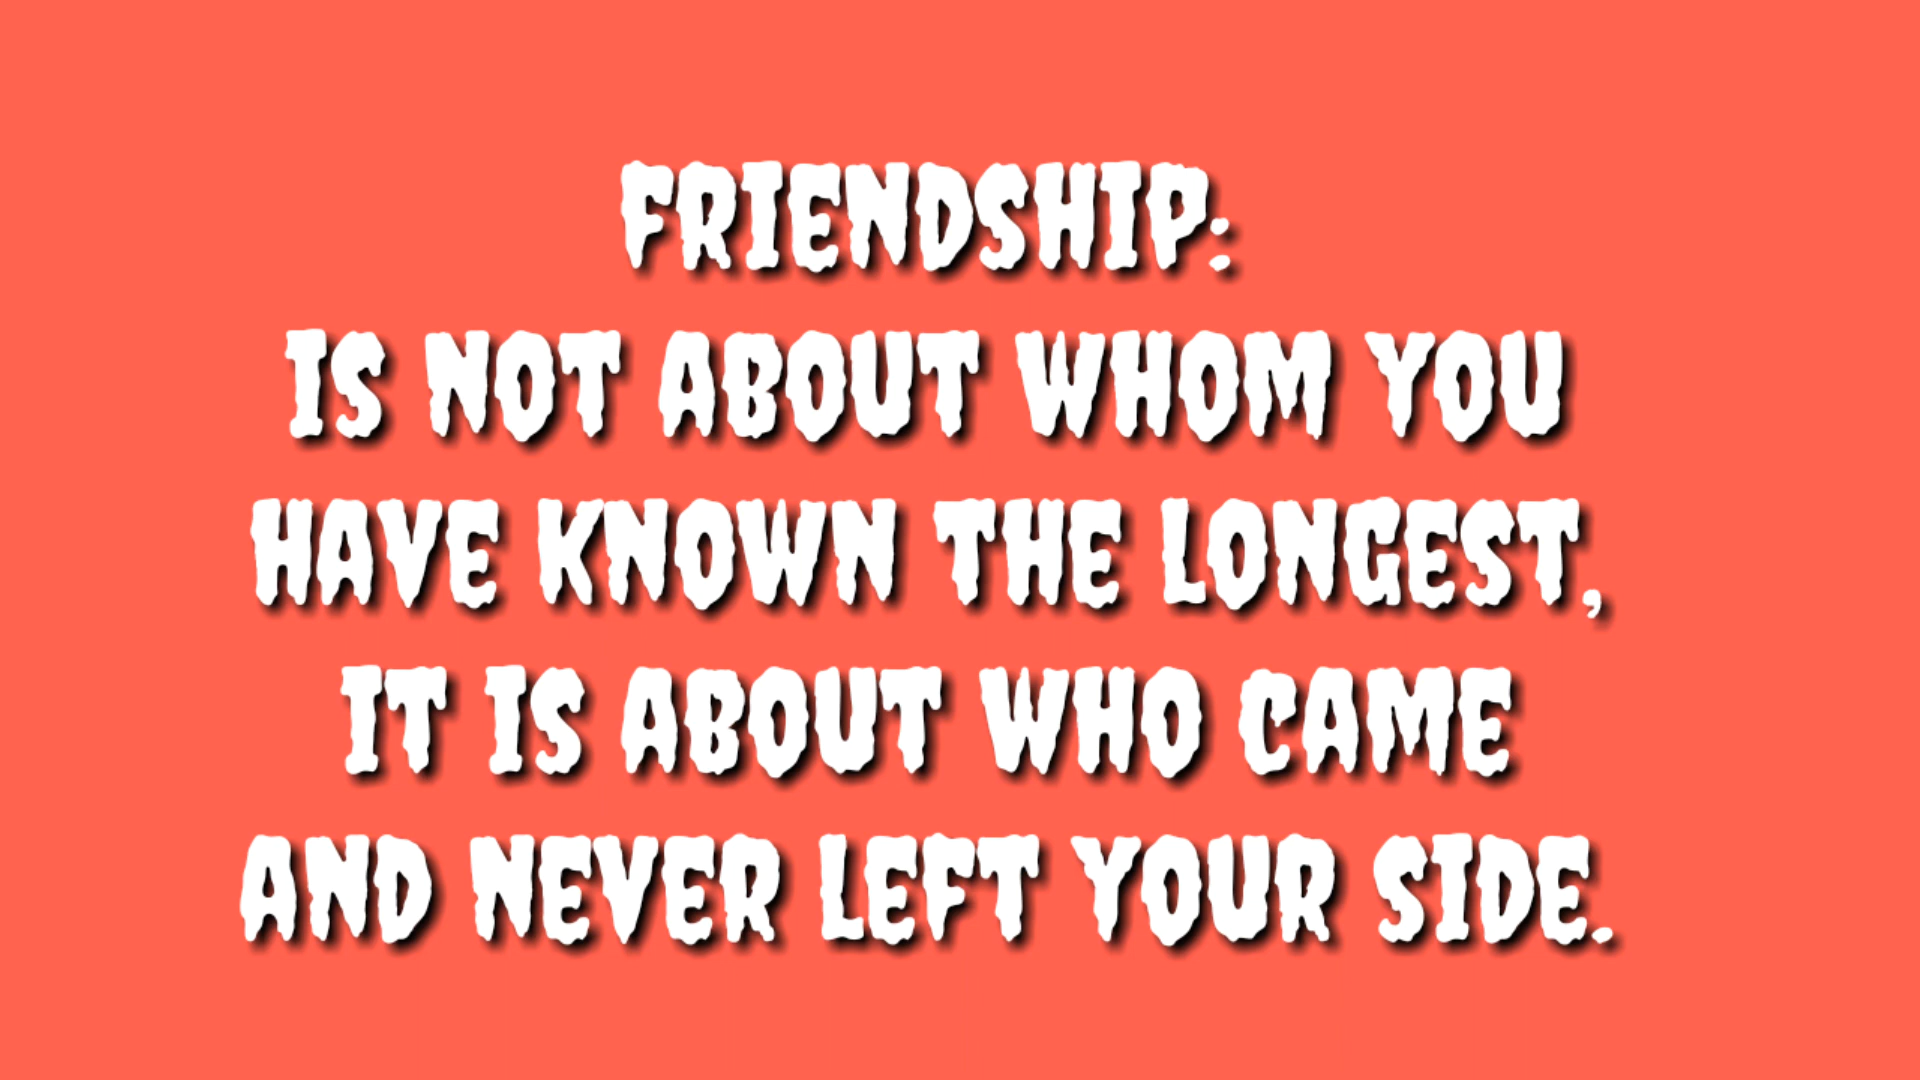 FRIENDSHIP:
IS NOT ABOUT WHOM YOU
HAVE KNOWN THE LONGEST,
IT IS ABOUT WHO CAME
AND NEVER LEFT YOUR SIDE.